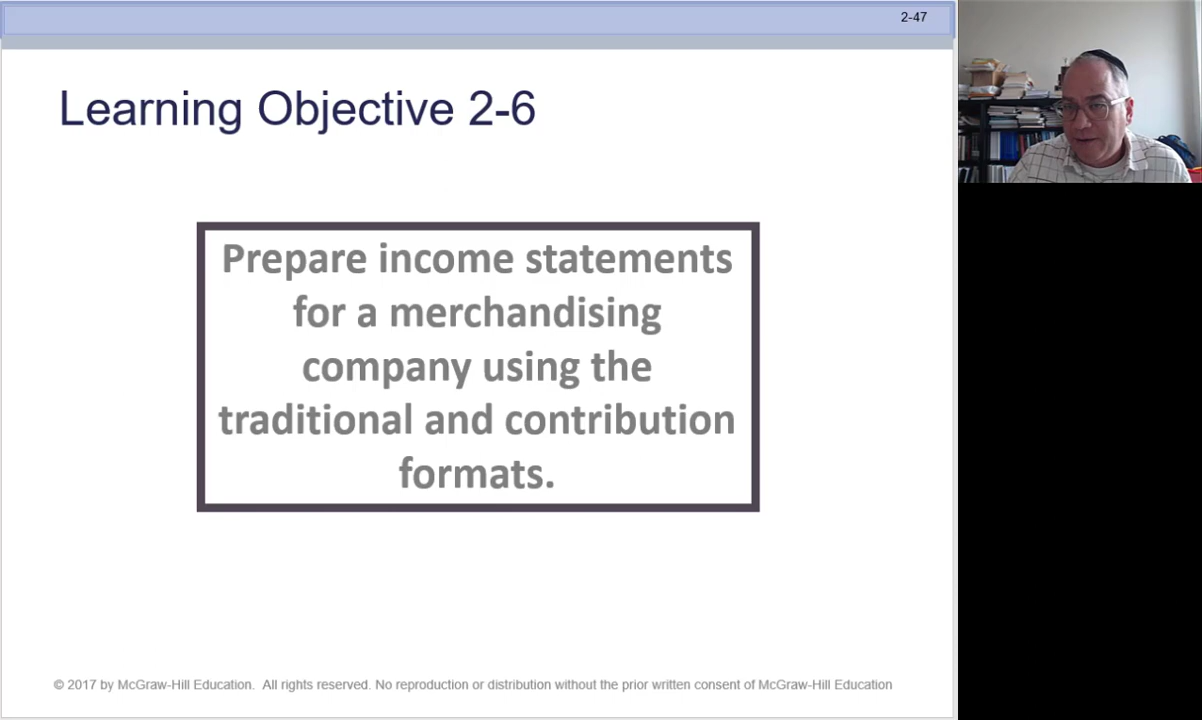 2-47
Learning Objective 2-6
Prepare income statements
for a merchandising
company using the
traditional and contribution
formats.
© 2017 by McGraw-Hill Education. All rights reserved. No reproduction or distribution without the prior written consent of McGraw-Hill Education